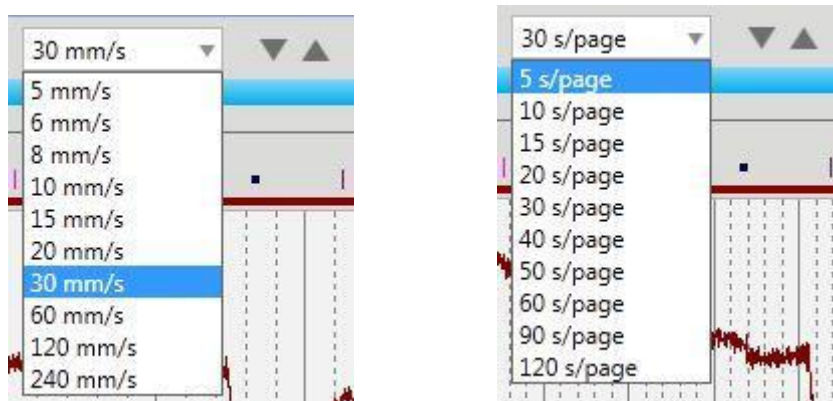 30 mm/s
5 mm/s
6 mm/s
8 mm/s
10 mm/s
15 mm/s
20 mm/s
30 mm/s
60 mm/s
120 mm/s
240 mm/s
30 s/page
5 s/page
10 s/page
15 s/page
20 s/page
30 s/page
40 s/page
50 s/page
60 s/page
90 s/page
120 s/page